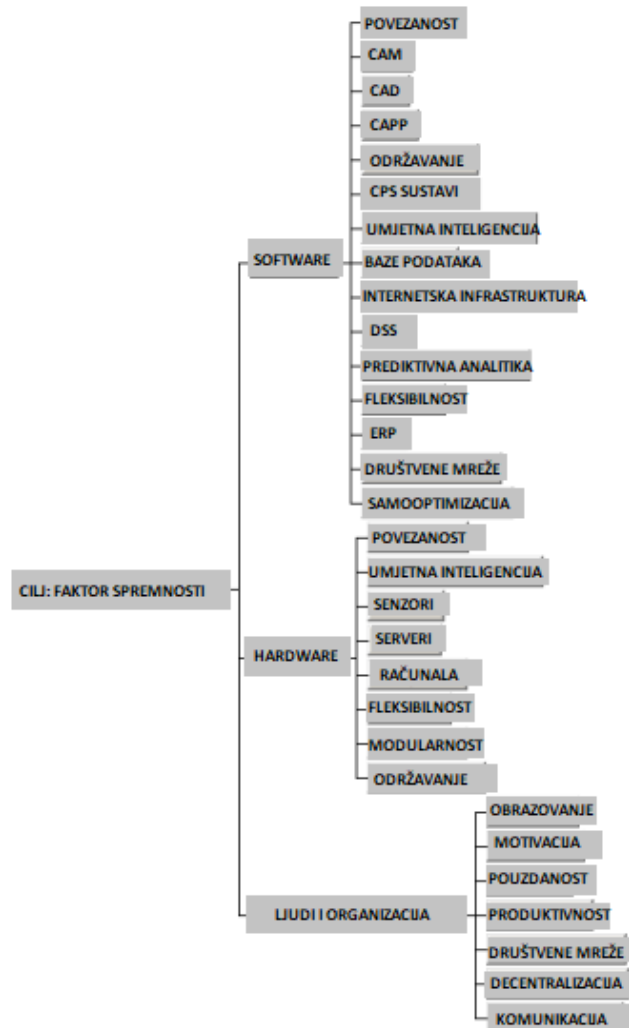 CILJ: FAKTOR SPREMNOSTI
SOFTWARE
POVEZANOST
CAM
CAD
CAPP
ODRŽAVANJE
CPS SUSTAVI
UMJETNA INTELIGENCIJA
BAZE PODATAKA
INTERNETSKA INFRASTRUKTURA
DSS
PREDIKTIVNA ANALITIKA
FLEKSIBILNOST
ERP
DRUŠTVENE MREŽE
SAMOOPTIMIZACIJA
HARDWARE
POVEZANOST
UMJETNA INTELIGENCIJA
SENZORI
SERVERI
RAČUNALA
FLEKSIBILNOST
MODULARNOST
ODRŽAVANJE
LJUDI I ORGANIZACIJA
OBRAZOVANJE
MOTIVACIJA
POUZDANOST
PRODUKTIVNOST
DRUŠTVENE MREŽE
DECENTRALIZACIJA
KOMUNIKACIJA